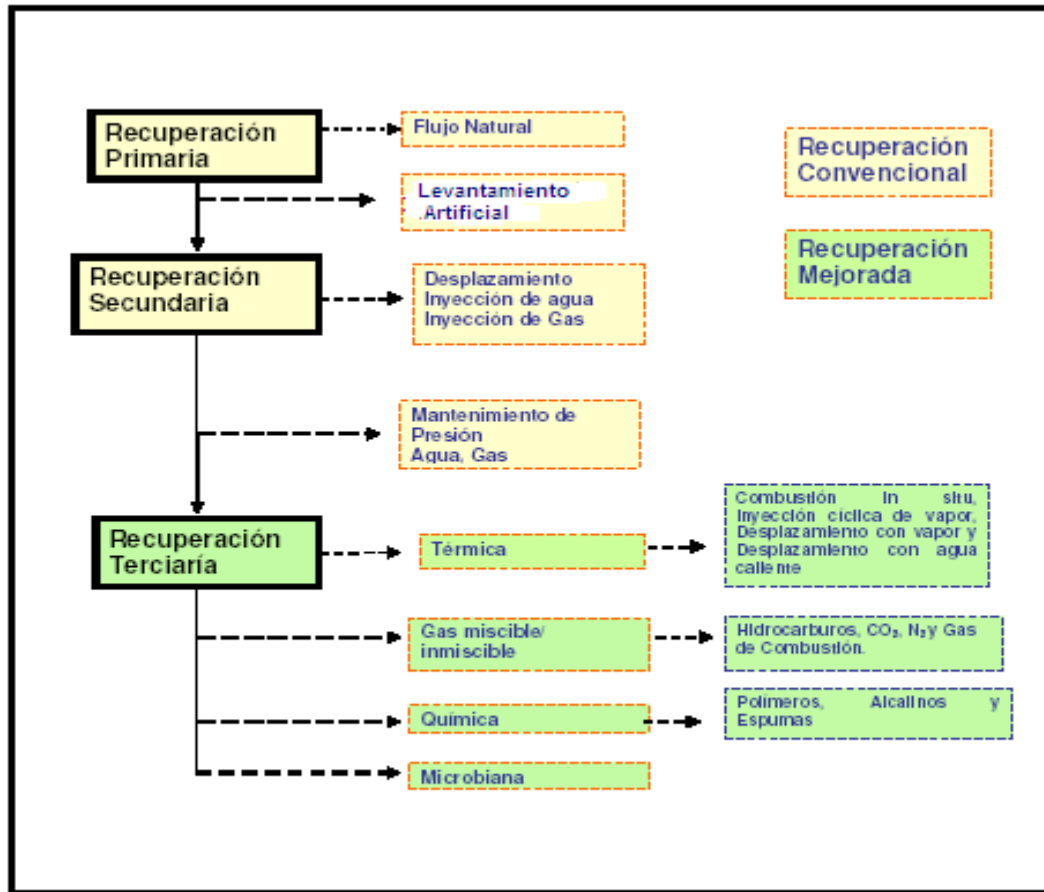 Recuperación
Primaria
Flujo Natural
Recuperación
Convencional
Levantamiento
Artificial
Recuperación
Mejorada
Recuperación
Secundaria
Desplazamiento
Inyección de agua
Inyección de Gas
Mantenimiento de
Presión
Agua, Gas
Recuperación
Terciaría
Térmica
Combustión In situ,
Inyección cíclica de vapor,
Desplazamiento con vapor y
Desplazamiento con agua
caliente
Gas miscible/
inmiscible
Hidrocarburos, CO₂, N₂ y Gas
de Combustión.
Química
Polímeros, Alcalinos y
Espumas
Microbiana